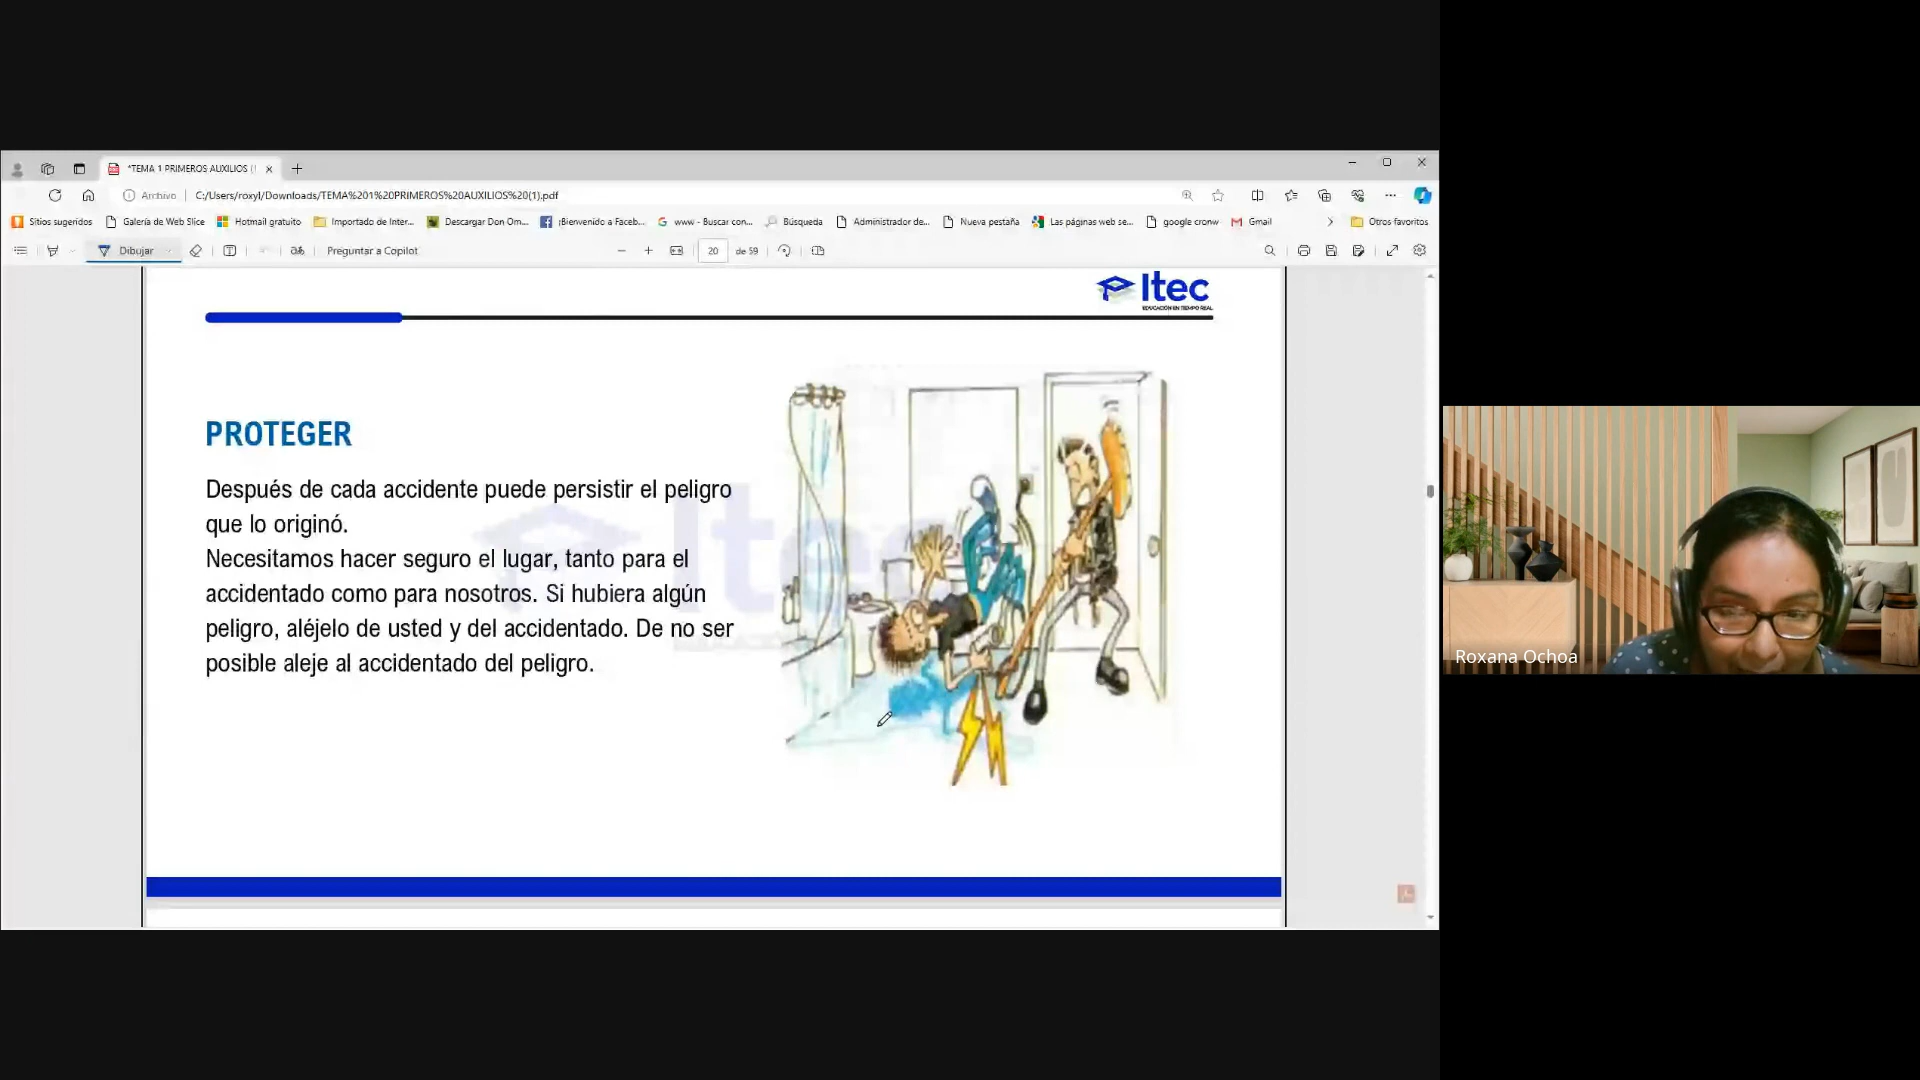 *TEMA 1 PRIMEROS AUXILIOS (
Archivo
C:/Users/roxyl/Downloads/TEMA%201%20PRIMEROS%20AUXILIOS%20(1).pdf
Sitios sugeridos
Galería de Web Slice
Hotmail gratuito
Importado de Inter...
Descargar Don Om...
¡Bienvenido a Faceb...
www - Buscar con...
Búsqueda
Administrador de...
Nueva pestaña
Las páginas web se...
google cronw
Gmail
Otros favoritos
Dibujar
Preguntar a Copilot
20
de 59
Itec
EDUCACIÓN EN TIEMPO REAL
PROTEGER
Después de cada accidente puede persistir el peligro
que lo originó.
Necesitamos hacer seguro el lugar, tanto para el
accidentado como para nosotros. Si hubiera algún
peligro, aléjelo de usted y del accidentado. De no ser
posible aleje al accidentado del peligro.
Roxana Ochoa